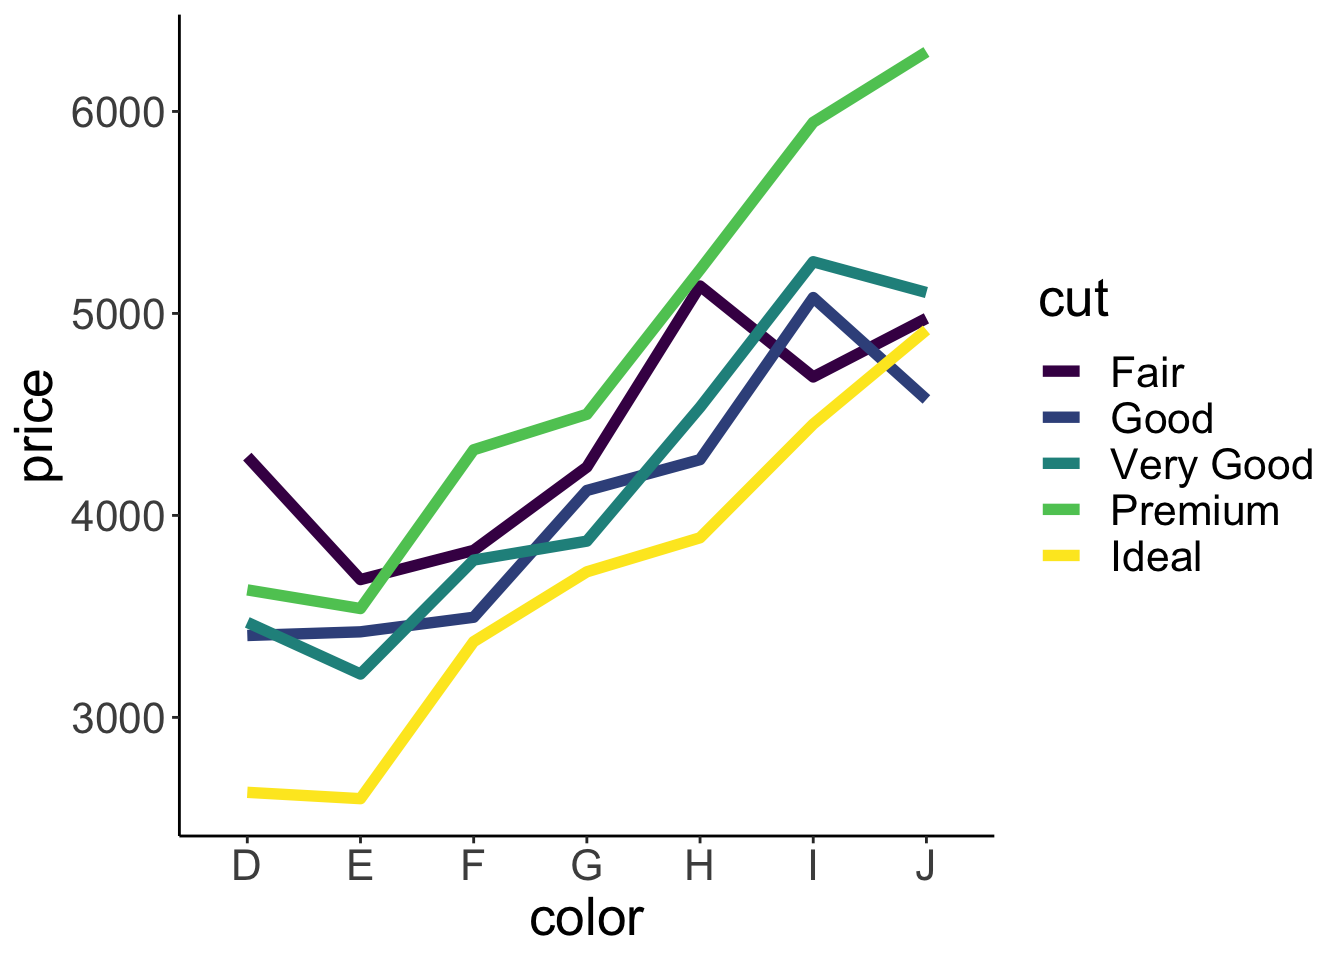 6000
5000
4000
3000
price
D E F G H I J
color
cut
Fair
Good
Very Good
Premium
Ideal